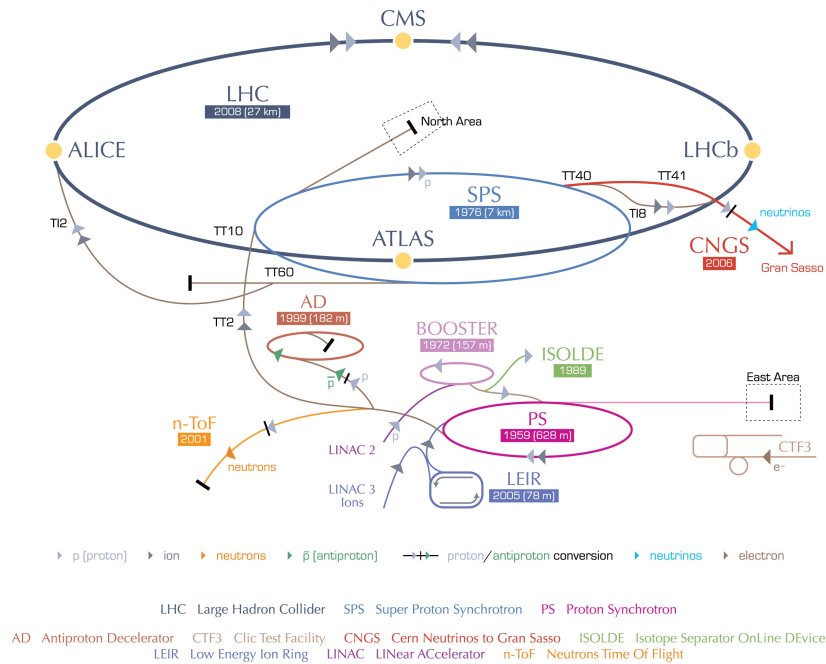 CMS
LHC
2008 (27 km)
North Area
ALICE
LHCb
TT40
TT41
p
SPS
1976 (7 km)
TI8
neutrinos
TI2
TT10
ATLAS
CNGS
2006
Gran Sasso
TT60
AD
1999 (182 m)
TT2
BOOSTER
1972 (157 m)
ISOLDE
1989
p̅
p
East Area
n-ToF
2001
PS
1959 (628 m)
p
LINAC 2
neutrons
CTF3
e-
LINAC 3
Ions
LEIR
2005 (78 m)
p (proton)
ion
neutrons
p̅ (antiproton)
proton/antiproton conversion
neutrinos
electron
LHC Large Hadron Collider SPS Super Proton Synchrotron PS Proton Synchrotron
AD Antiproton Decelerator CTF3 Clic Test Facility CNGS Cern Neutrinos to Gran Sasso ISOLDE Isotope Separator OnLine DEvice
LEIR Low Energy Ion Ring LINAC LINear ACcelerator n-ToF Neutrons Time Of Flight